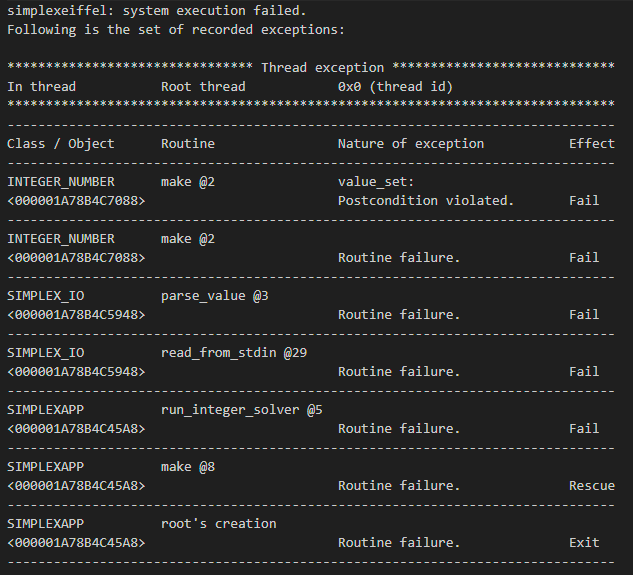 simplexeiffel: system execution failed.
Following is the set of recorded exceptions:
******************************** Thread exception *****************************
In thread Root thread 0x0 (thread id)
*******************************************************************************
-------------------------------------------------------------------------------
Class / Object Routine Nature of exception Effect
-------------------------------------------------------------------------------
INTEGER_NUMBER make @2 value_set:
<000001A78B4C7088> Postcondition violated. Fail
-------------------------------------------------------------------------------
INTEGER_NUMBER make @2
<000001A78B4C7088> Routine failure. Fail
-------------------------------------------------------------------------------
SIMPLEX_IO parse_value @3
<000001A78B4C5948> Routine failure. Fail
-------------------------------------------------------------------------------
SIMPLEX_IO read_from_stdin @29
<000001A78B4C5948> Routine failure. Fail
-------------------------------------------------------------------------------
SIMPLEXAPP run_integer_solver @5
<000001A78B4C45A8> Routine failure. Fail
-------------------------------------------------------------------------------
SIMPLEXAPP make @8
<000001A78B4C45A8> Routine failure. Rescue
-------------------------------------------------------------------------------
SIMPLEXAPP root's creation
<000001A78B4C45A8> Routine failure. Exit
-------------------------------------------------------------------------------